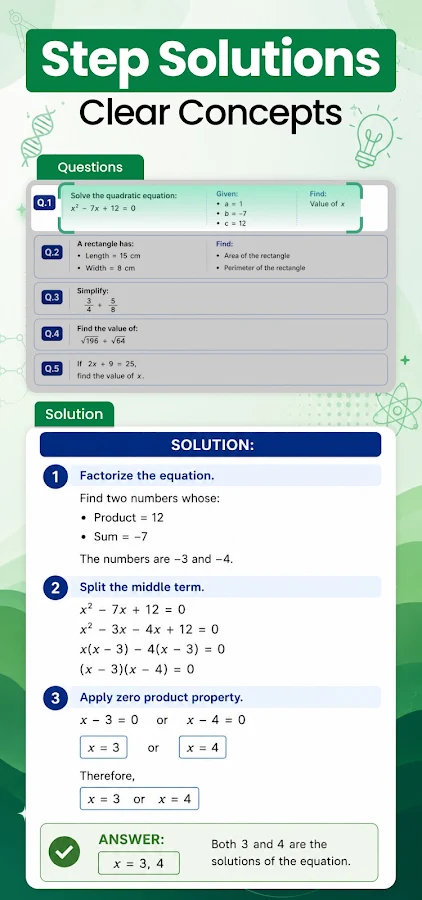 Step Solutions
Clear Concepts
Questions
Q.1
Solve the quadratic equation:
x² − 7x + 12 = 0
Given:
• a = 1
• b = −7
• c = 12
Find:
Value of x
Q.2
A rectangle has:
• Length = 15 cm
• Width = 8 cm
Find:
• Area of the rectangle
• Perimeter of the rectangle
Q.3
Simplify:
3/4 + 5/8
Q.4
Find the value of:
√196 + √64
Q.5
If 2x + 9 = 25,
find the value of x.
Solution
SOLUTION:
1 Factorize the equation.
Find two numbers whose:
• Product = 12
• Sum = −7
The numbers are −3 and −4.
2 Split the middle term.
x² − 7x + 12 = 0
x² − 3x − 4x + 12 = 0
x(x − 3) − 4(x − 3) = 0
(x − 3)(x − 4) = 0
3 Apply zero product property.
x − 3 = 0 or x − 4 = 0
x = 3 or x = 4
Therefore,
x = 3 or x = 4
ANSWER:
x = 3, 4
Both 3 and 4 are the
solutions of the equation.